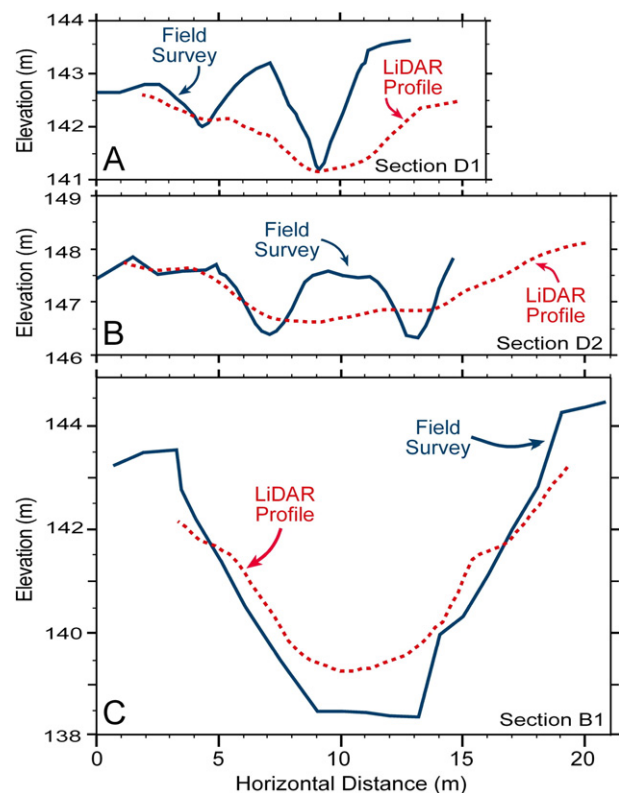 144
143
142
141
Elevation (m)
Field
Survey
LiDAR
Profile
A
Section D1
149
148
147
146
Elevation (m)
Field
Survey
LiDAR
Profile
B
Section D2
144
142
140
138
Elevation (m)
Field
Survey
LiDAR
Profile
C
Section B1
0 5 10 15 20
Horizontal Distance (m)